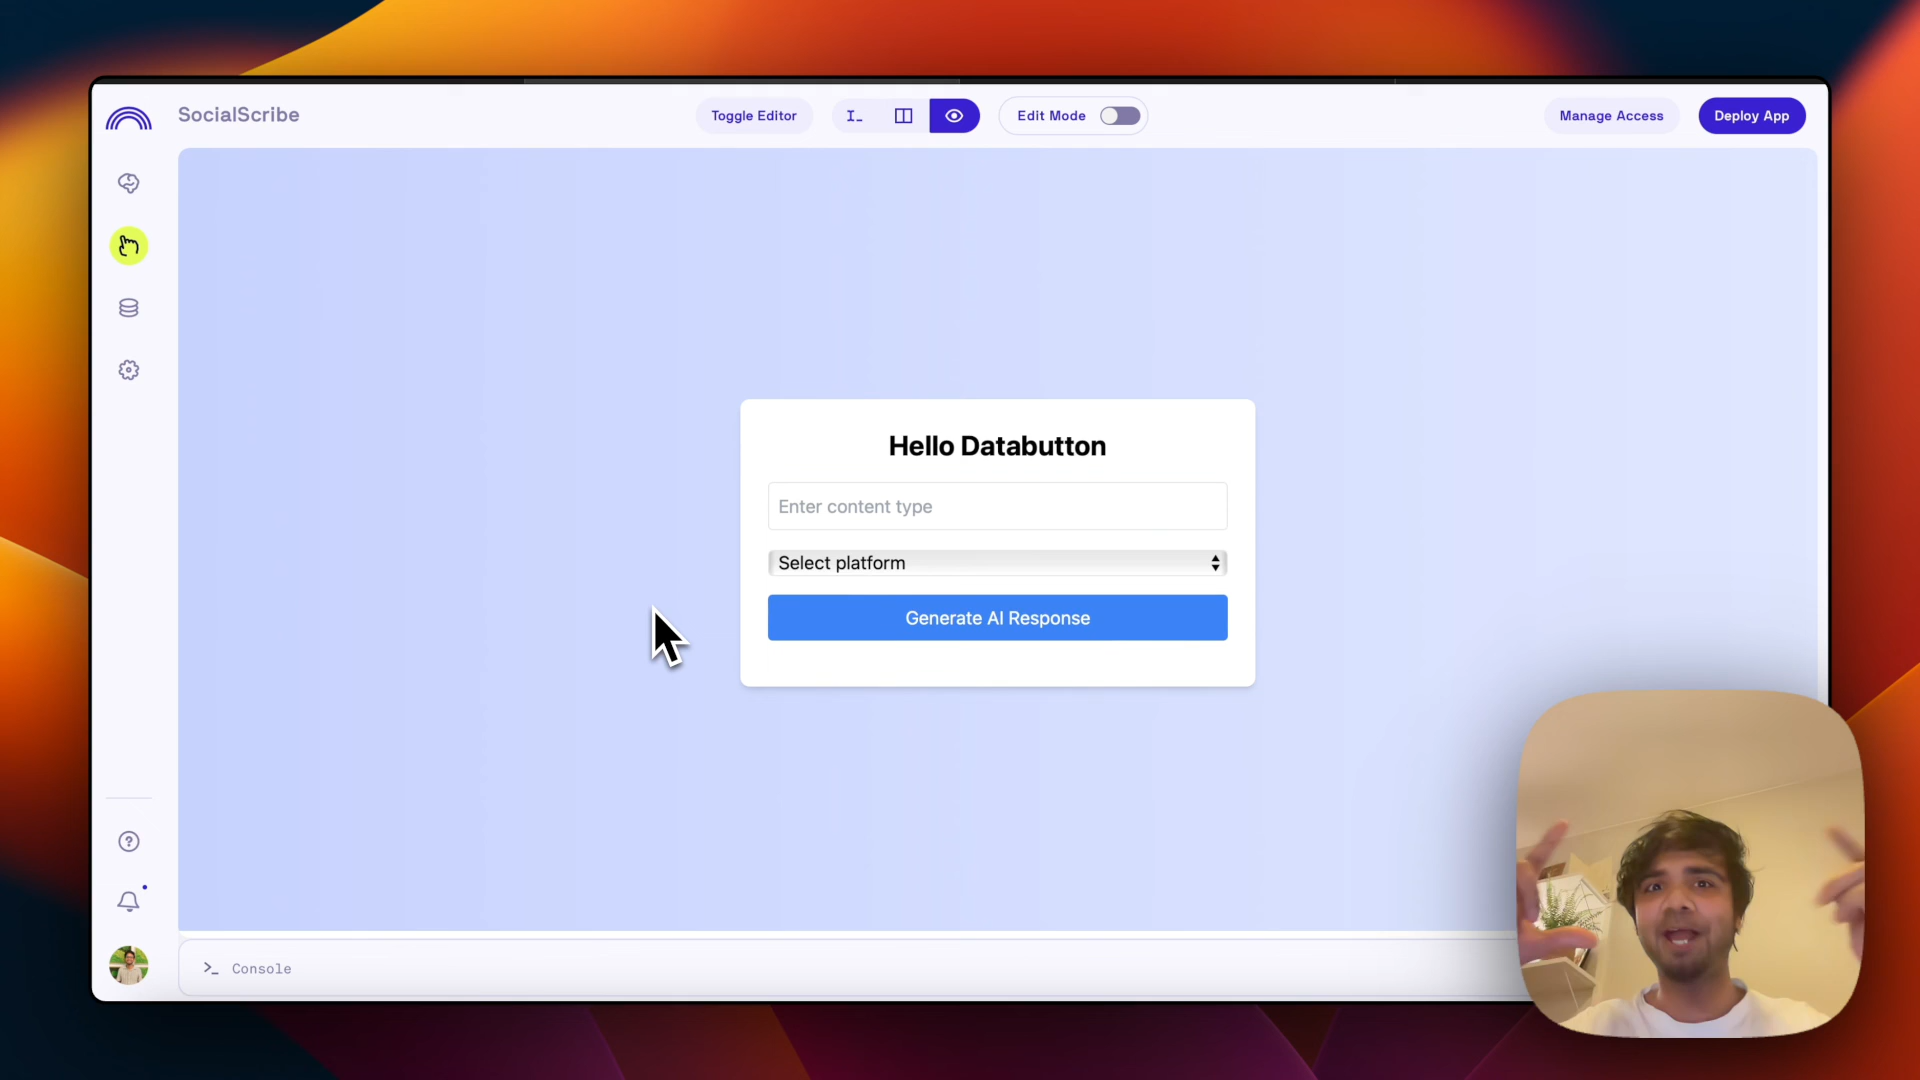 SocialScribe
Toggle Editor
Edit Mode
Manage Access
Deploy App
Hello Databutton
Enter content type
Select platform
Generate AI Response
>_ Console